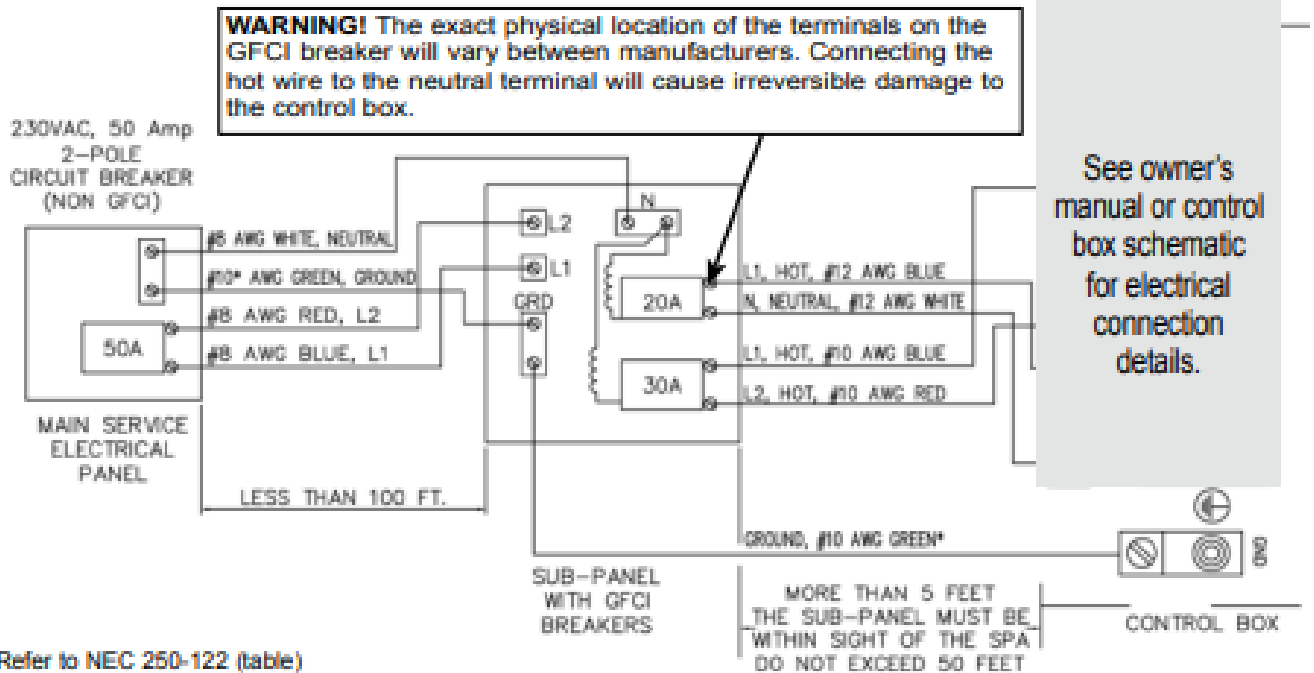 WARNING! The exact physical location of the terminals on the
GFCI breaker will vary between manufacturers. Connecting the
hot wire to the neutral terminal will cause irreversible damage to
the control box.
230VAC, 50 Amp
2-POLE
CIRCUIT BREAKER
(NON GFCI)
#8 AWG WHITE, NEUTRAL
#10* AWG GREEN, GROUND
#8 AWG RED, L2
#8 AWG BLUE, L1
50A
MAIN SERVICE
ELECTRICAL
PANEL
LESS THAN 100 FT.
L2
L1
GRD
N
20A
30A
L1, HOT, #12 AWG BLUE
N, NEUTRAL, #12 AWG WHITE
L1, HOT, #10 AWG BLUE
L2, HOT, #10 AWG RED
See owner's
manual or control
box schematic
for electrical
connection
details.
GROUND, #10 AWG GREEN*
GND
SUB-PANEL
WITH GFCI
BREAKERS
MORE THAN 5 FEET
THE SUB-PANEL MUST BE
WITHIN SIGHT OF THE SPA
DO NOT EXCEED 50 FEET
CONTROL BOX
Refer to NEC 250-122 (table)